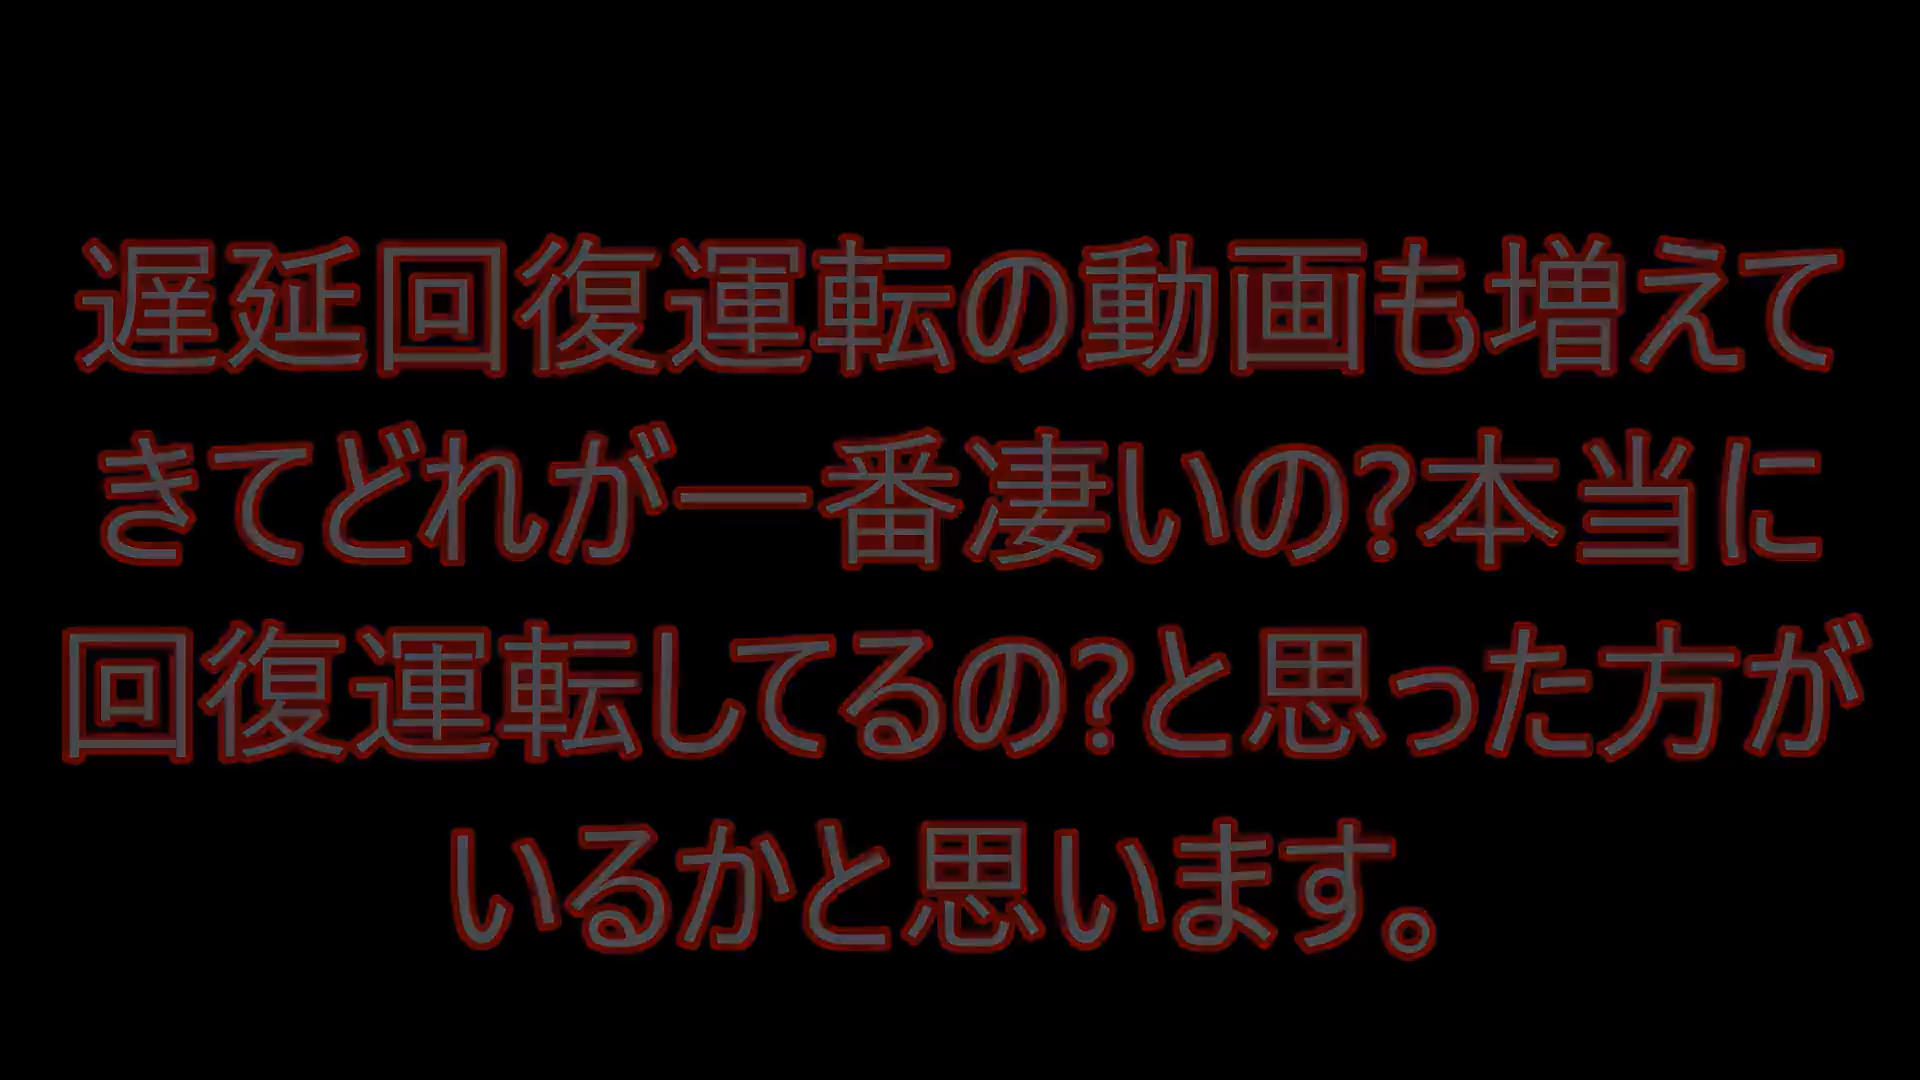 遅延回復運転の動画も増えて
きてどれが一番凄いの?本当に
回復運転してるの?と思った方が
いるかと思います。